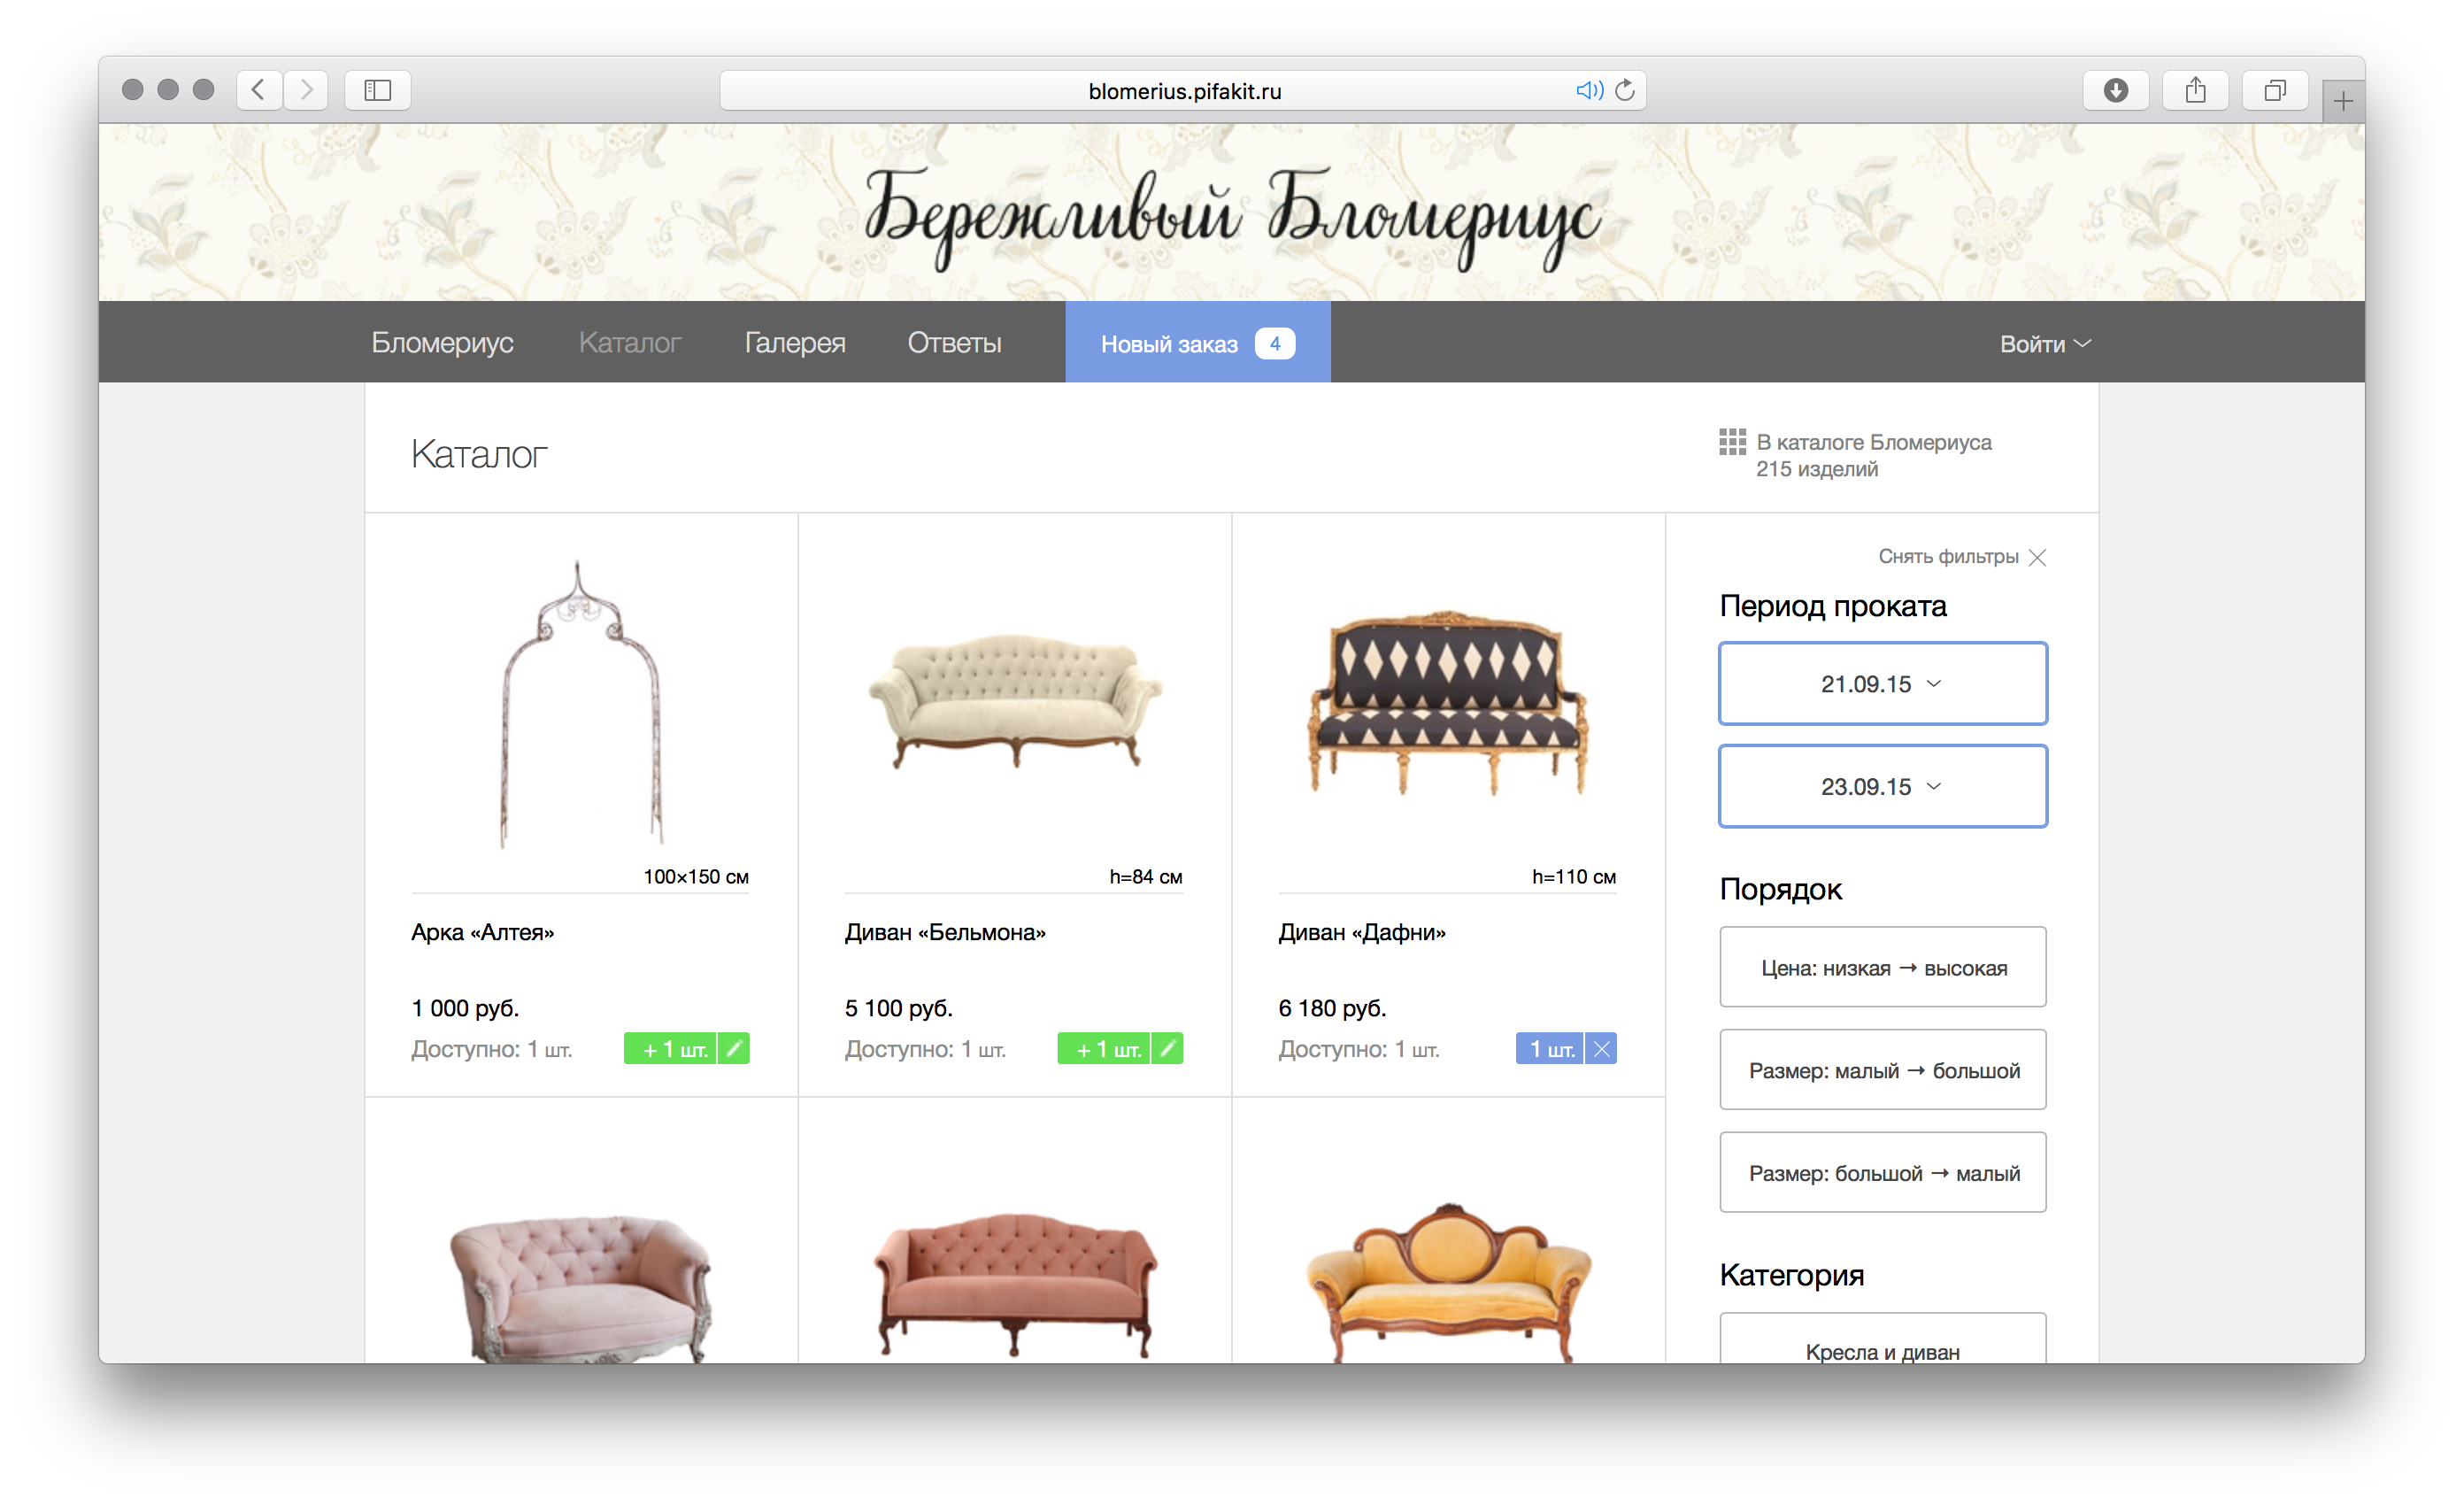 blomerius.pifakit.ru
Бережливый Бломериус
Бломериус Каталог Галерея Ответы Новый заказ 4 Войти
Каталог
В каталоге Бломериуса
215 изделий
100×150 см
Арка «Алтея»
1 000 руб.
Доступно: 1 шт. + 1 шт.
h=84 см
Диван «Бельмона»
5 100 руб.
Доступно: 1 шт. + 1 шт.
h=110 см
Диван «Дафни»
6 180 руб.
Доступно: 1 шт. 1 шт.
Снять фильтры
Период проката
21.09.15
23.09.15
Порядок
Цена: низкая → высокая
Размер: малый → большой
Размер: большой → малый
Категория
Кресла и диван